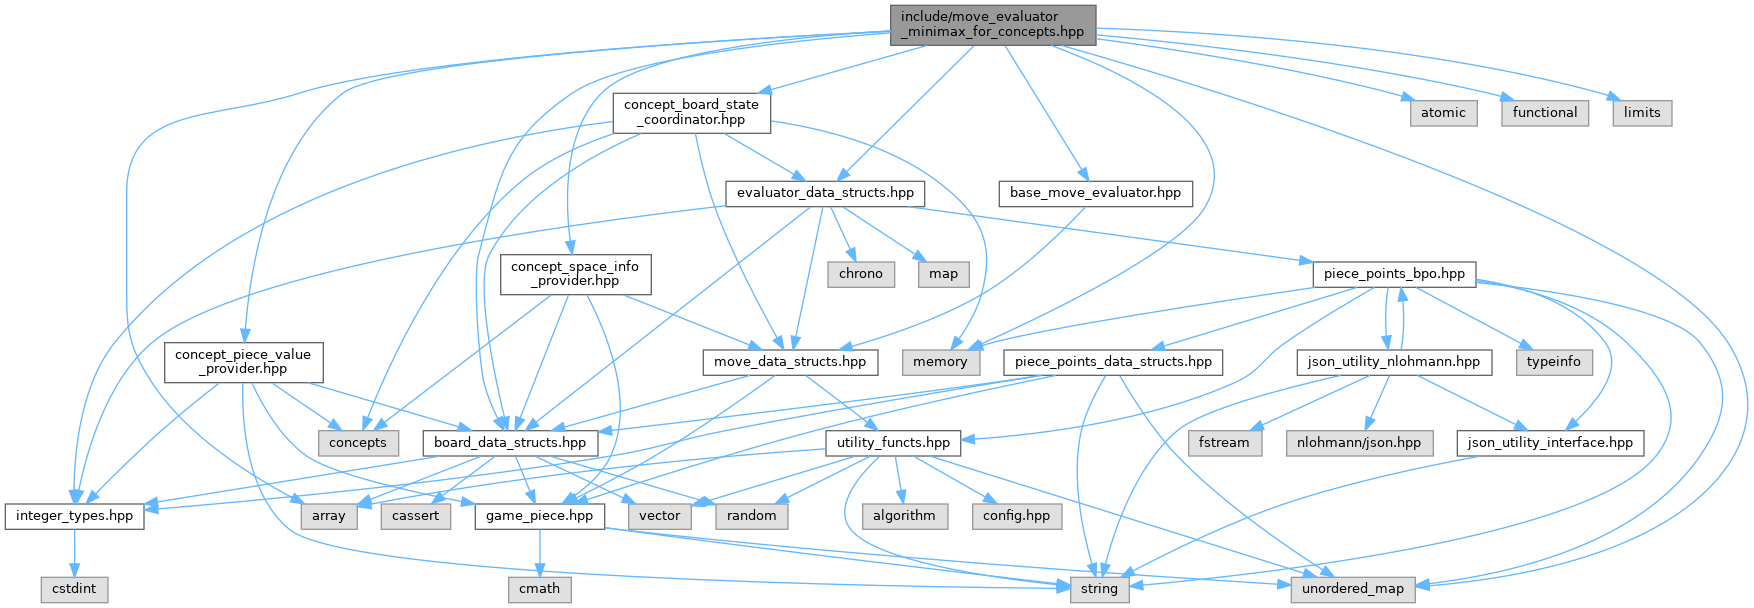 include/move_evaluator
_minimax_for_concepts.hpp
concept_board_state
_coordinator.hpp
atomic
functional
limits
evaluator_data_structs.hpp
base_move_evaluator.hpp
concept_space_info
_provider.hpp
chrono
map
piece_points_bpo.hpp
concept_piece_value
_provider.hpp
move_data_structs.hpp
memory
piece_points_data_structs.hpp
json_utility_nlohmann.hpp
typeinfo
concepts
board_data_structs.hpp
utility_functs.hpp
fstream
nlohmann/json.hpp
json_utility_interface.hpp
integer_types.hpp
array
cassert
game_piece.hpp
vector
random
algorithm
config.hpp
cstdint
cmath
string
unordered_map